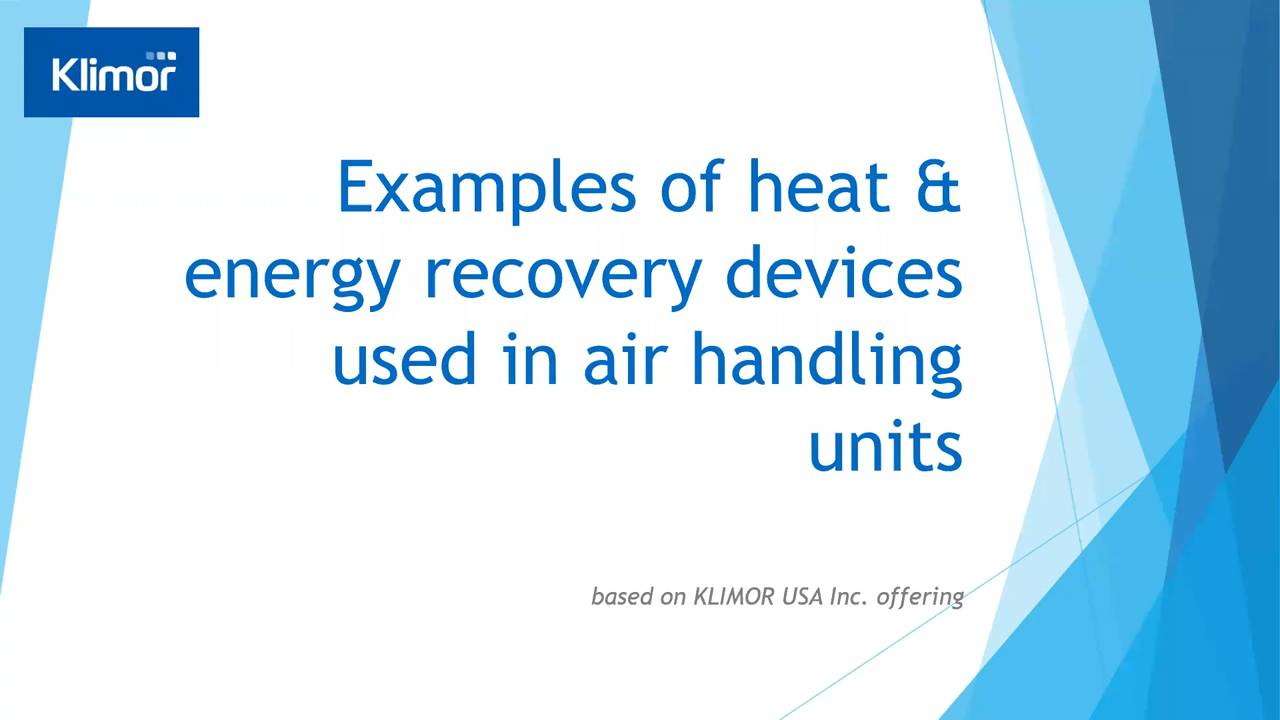 Klimor
Examples of heat &
energy recovery devices
used in air handling
units
based on KLIMOR USA Inc. offering